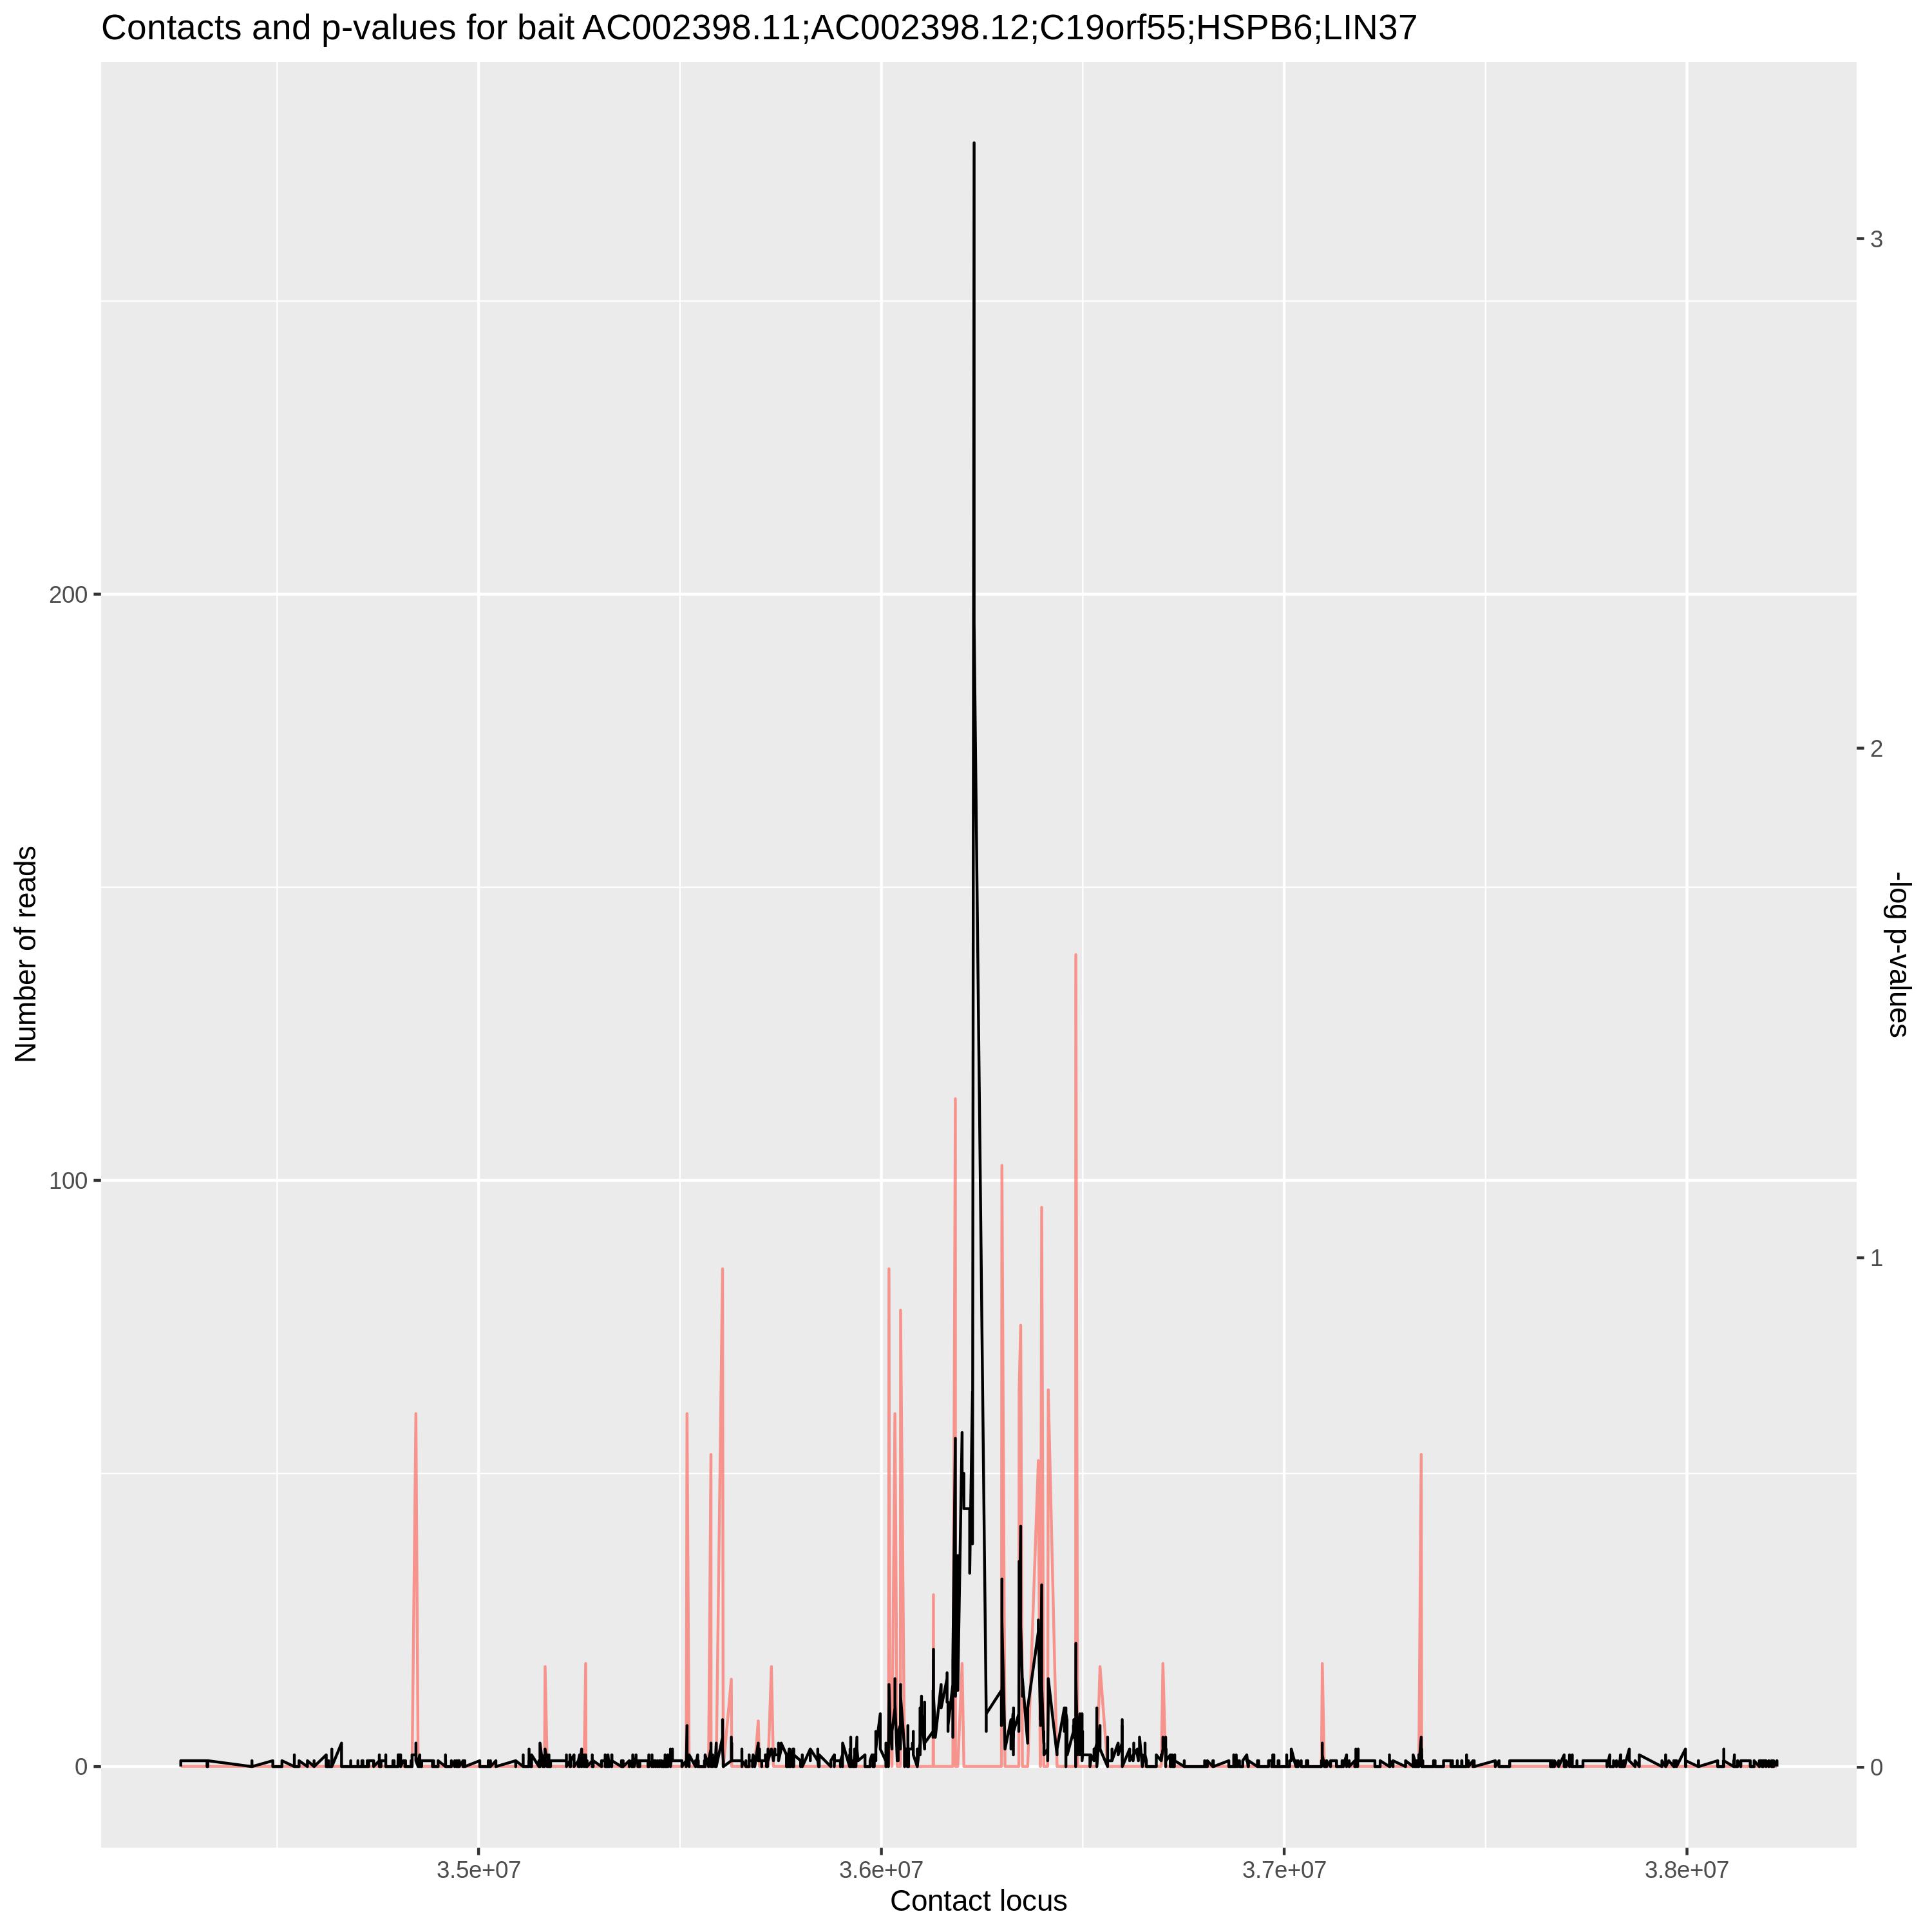 Contacts and p-values for bait AC002398.11;AC002398.12;C19orf55;HSPB6;LIN37
3
200
2
Number of reads
-log p-values
100
1
0
0
3.5e+07 3.6e+07 3.7e+07 3.8e+07
Contact locus